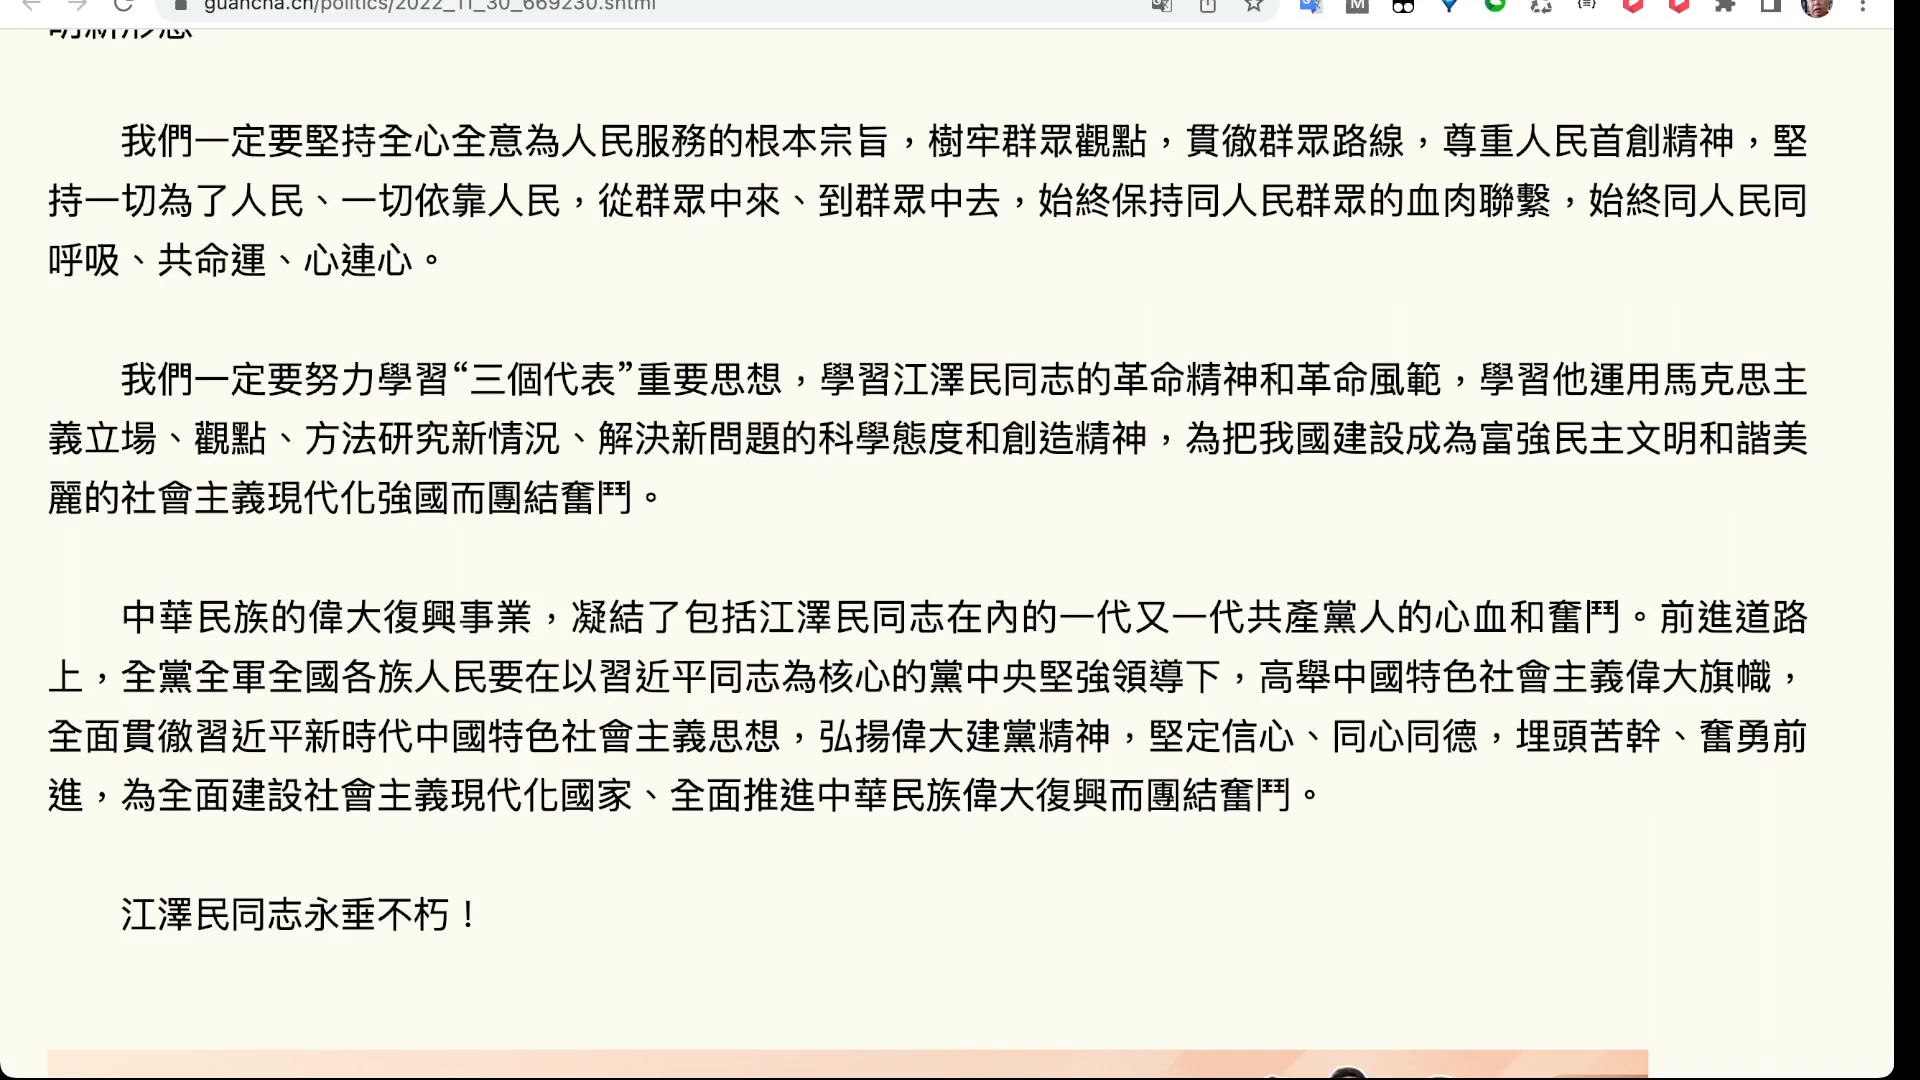 guancha.cn/politics/2022_11_30_669230.shtml
明新形态
我們一定要堅持全心全意為人民服務的根本宗旨，樹牢群眾觀點，貫徹群眾路線，尊重人民首創精神，堅
持一切為了人民、一切依靠人民，從群眾中來、到群眾中去，始終保持同人民群眾的血肉聯繫，始終同人民同
呼吸、共命運、心連心。
我們一定要努力學習“三個代表”重要思想，學習江澤民同志的革命精神和革命風範，學習他運用馬克思主
義立場、觀點、方法研究新情況、解決新問題的科學態度和創造精神，為把我國建設成為富強民主文明和諧美
麗的社會主義現代化強國而團結奮鬥。
中華民族的偉大復興事業，凝結了包括江澤民同志在內的一代又一代共產黨人的心血和奮鬥。前進道路
上，全黨全軍全國各族人民要在以習近平同志為核心的黨中央堅強領導下，高舉中國特色社會主義偉大旗幟，
全面貫徹習近平新時代中國特色社會主義思想，弘揚偉大建黨精神，堅定信心、同心同德，埋頭苦幹、奮勇前
進，為全面建設社會主義現代化國家、全面推進中華民族偉大復興而團結奮鬥。
江澤民同志永垂不朽！